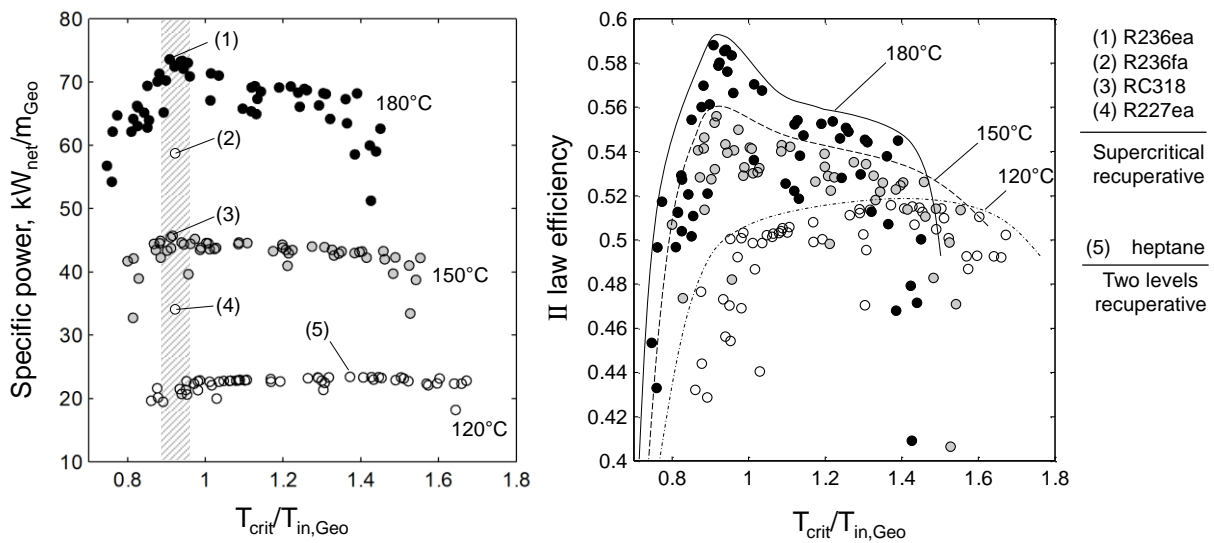 Specific power, kWnet/mGeo
80
70
60
50
40
30
20
10
0.8
1
1.2
1.4
1.6
1.8
Tcrit/Tin,Geo
(1)
(2)
(3)
(4)
(5)
180°C
150°C
120°C
II law efficiency
0.6
0.58
0.56
0.54
0.52
0.5
0.48
0.46
0.44
0.42
0.4
0.8
1
1.2
1.4
1.6
1.8
Tcrit/Tin,Geo
180°C
150°C
120°C
(1) R236ea
(2) R236fa
(3) RC318
(4) R227ea
Supercritical
recuperative
(5) heptane
Two levels
recuperative